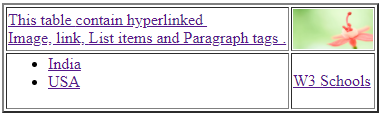 This table contain hyperlinked
Image, link, List items and Paragraph tags .
India
USA
W3 Schools